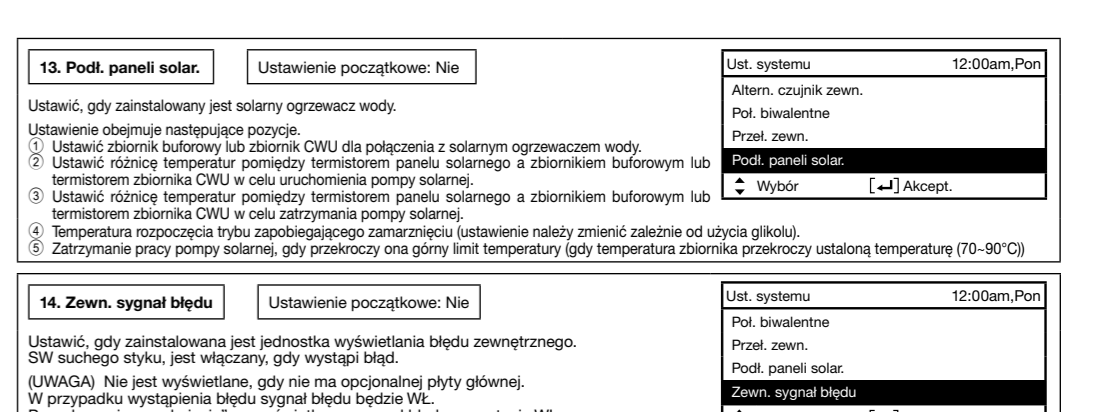 13. Podł. paneli solar.
Ustawienie początkowe: Nie
Ustawić, gdy zainstalowany jest solarny ogrzewacz wody.
Ustawienie obejmuje następujące pozycje.
① Ustawić zbiornik buforowy lub zbiornik CWU dla połączenia z solarnym ogrzewaczem wody.
② Ustawić różnicę temperatur pomiędzy termistorem panelu solarnego a zbiornikiem buforowym lub
termistorem zbiornika CWU w celu uruchomienia pompy solarnej.
③ Ustawić różnicę temperatur pomiędzy termistorem panelu solarnego a zbiornikiem buforowym lub
termistorem zbiornika CWU w celu zatrzymania pompy solarnej.
④ Temperatura rozpoczęcia trybu zapobiegającego zamarznięciu (ustawienie należy zmienić zależnie od użycia glikolu).
⑤ Zatrzymanie pracy pompy solarnej, gdy przekroczy ona górny limit temperatury (gdy temperatura zbiornika przekroczy ustaloną temperaturę (70~90°C))
Ust. systemu 12:00am,Pon
Altern. czujnik zewn.
Poł. biwalentne
Przeł. zewn.
Podł. paneli solar.
Wybór [↵] Akcept.
14. Zewn. sygnał błędu
Ustawienie początkowe: Nie
Ustawić, gdy zainstalowana jest jednostka wyświetlania błędu zewnętrznego.
SW suchego styku, jest włączany, gdy wystąpi błąd.
(UWAGA) Nie jest wyświetlane, gdy nie ma opcjonalnej płyty głównej.
W przypadku wystąpienia błędu sygnał błędu będzie WŁ.
Ust. systemu 12:00am,Pon
Poł. biwalentne
Przeł. zewn.
Podł. paneli solar.
Zewn. sygnał błędu